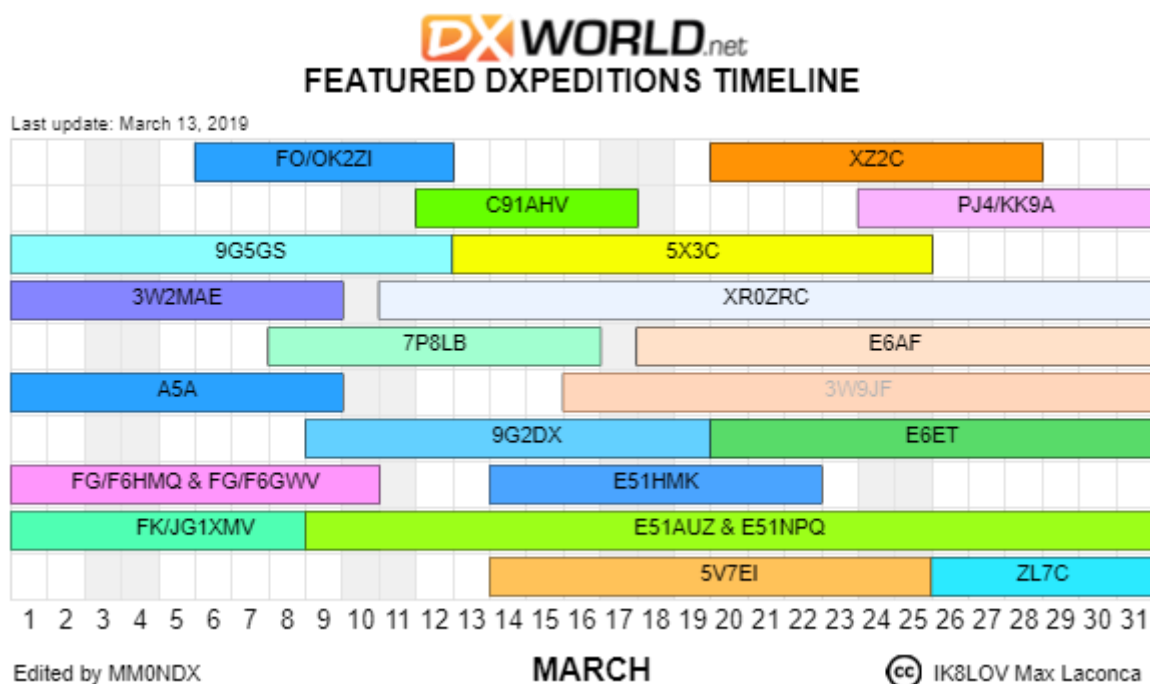 DX WORLD.net
FEATURED DXPEDITIONS TIMELINE
Last update: March 13, 2019
FO/OK2ZI XZ2C
C91AHV PJ4/KK9A
9G5GS 5X3C
3W2MAE XR0ZRC
7P8LB E6AF
A5A 3W9JF
9G2DX E6ET
FG/F6HMQ & FG/F6GWV E51HMK
FK/JG1XMV E51AUZ & E51NPQ
5V7EI ZL7C
1 2 3 4 5 6 7 8 9 10 11 12 13 14 15 16 17 18 19 20 21 22 23 24 25 26 27 28 29 30 31
Edited by MM0NDX MARCH cc IK8LOV Max Laconca